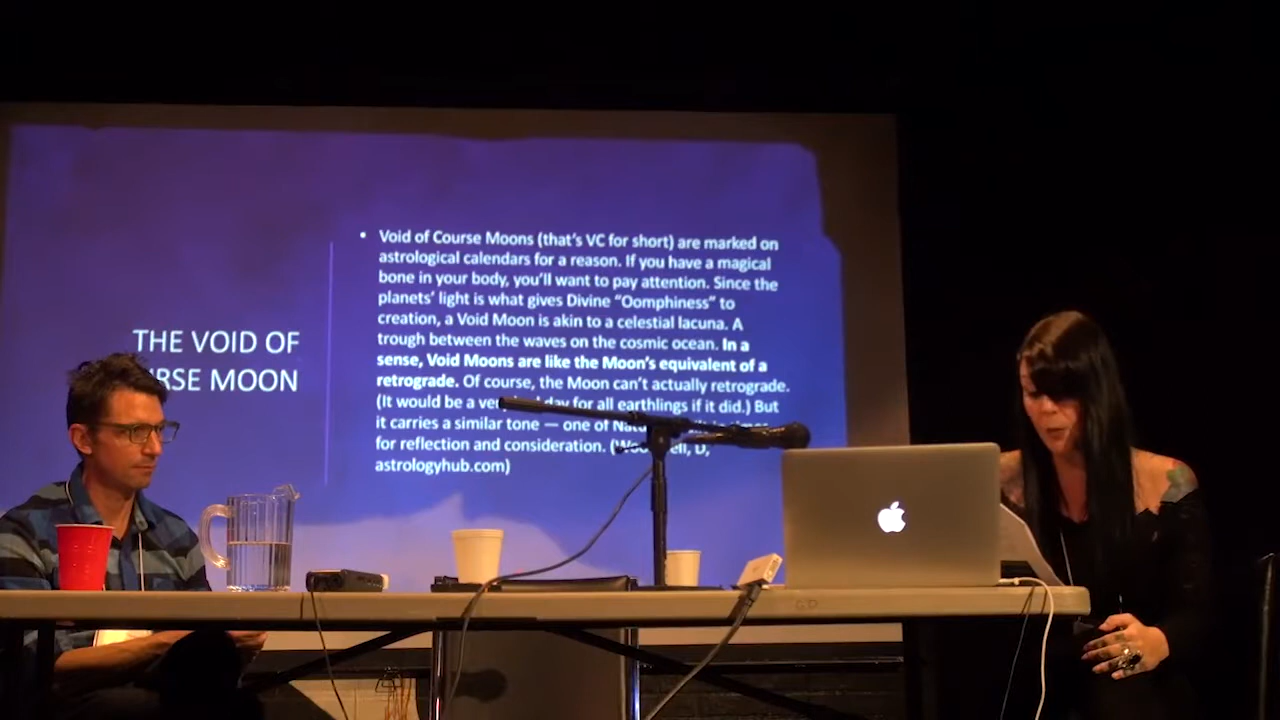 THE VOID OF
RSE MOON
• Void of Course Moons (that's VC for short) are marked on
astrological calendars for a reason. If you have a magical
bone in your body, you'll want to pay attention. Since the
planets' light is what gives Divine "Oomphiness" to
creation, a Void Moon is akin to a celestial lacuna. A
trough between the waves on the cosmic ocean. In a
sense, Void Moons are like the Moon's equivalent of a
retrograde. Of course, the Moon can't actually retrograde.
(It would be a day for all earthlings if it did.) But
it carries a similar tone — one of
for reflection and consideration. ( D,
astrologyhub.com)